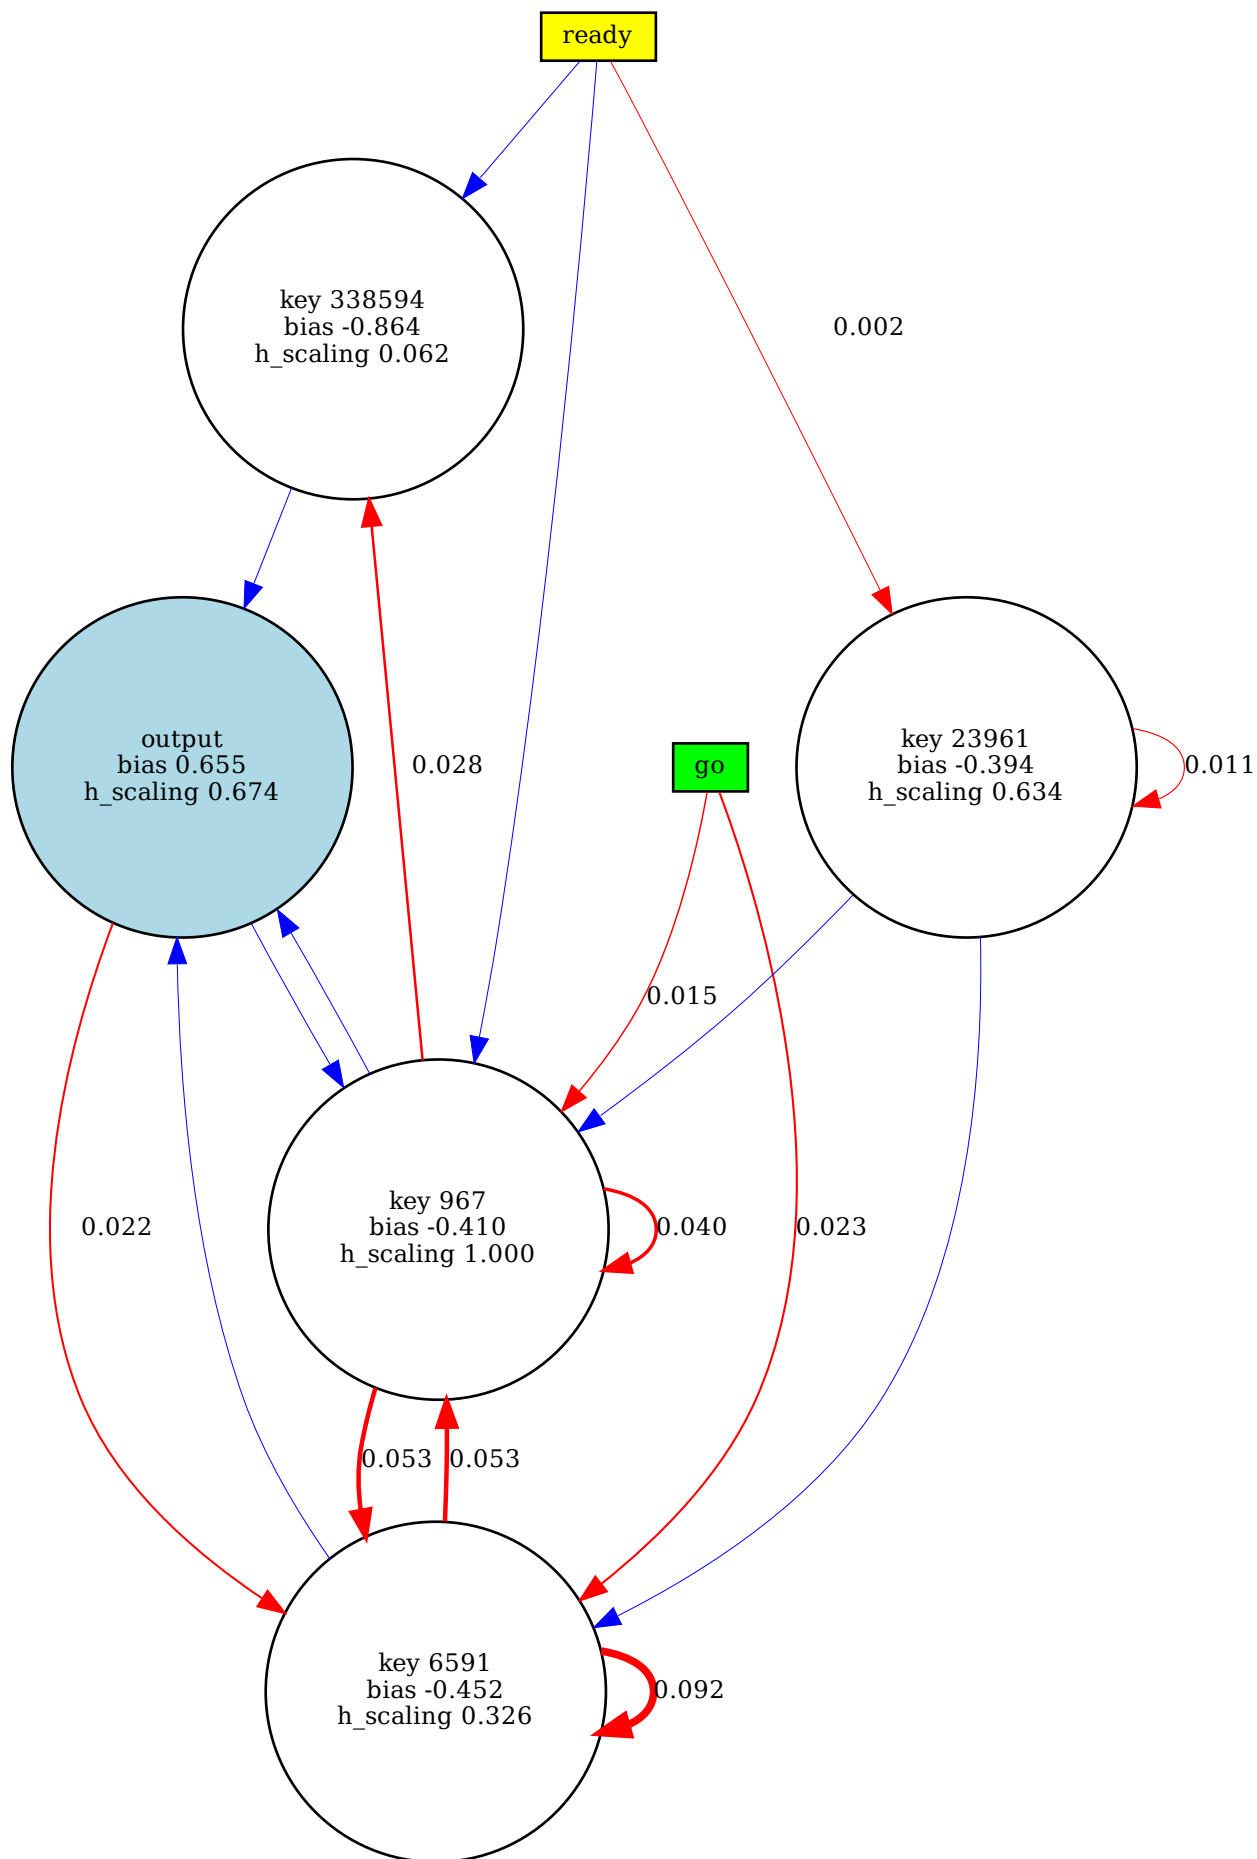 ready
key 338594
bias -0.864
h_scaling 0.062
0.002
output
bias 0.655
h_scaling 0.674
0.028
go
key 23961
bias -0.394
h_scaling 0.634
0.011
0.015
key 967
bias -0.410
h_scaling 1.000
0.022
0.040
0.023
0.053
0.053
key 6591
bias -0.452
h_scaling 0.326
0.092